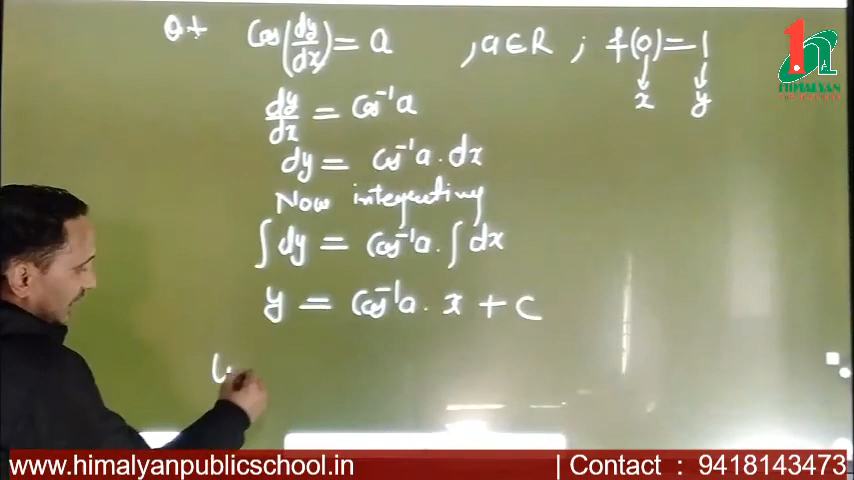 Q+ cos(dy/dx) = a , a ∈ R ; f(0) = 1
x y
dy/dx = cos⁻¹a
dy = cos⁻¹a . dx
Now integrating
∫dy = cos⁻¹a . ∫dx
y = cos⁻¹a . x + c
HIMALYAN
www.himalyanpublicschool.in | Contact : 9418143473